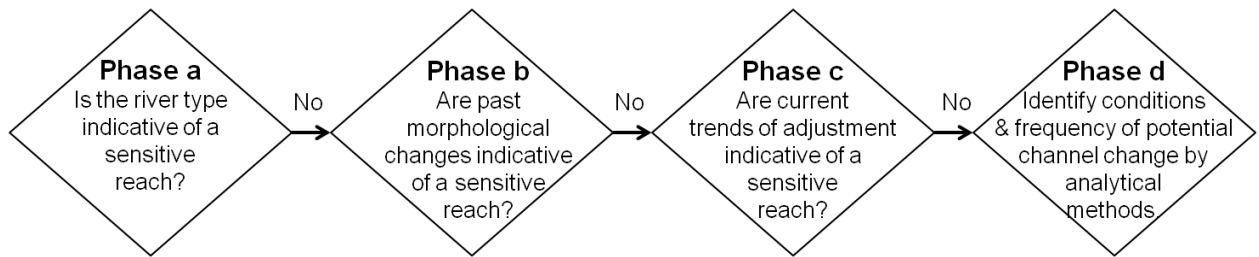 Phase a
Is the river type
indicative of a
sensitive
reach?
No
Phase b
Are past
morphological
changes indicative
of a sensitive
reach?
No
Phase c
Are current
trends of adjustment
indicative of a
sensitive
reach?
No
Phase d
Identify conditions
& frequency of potential
channel change by
analytical
methods